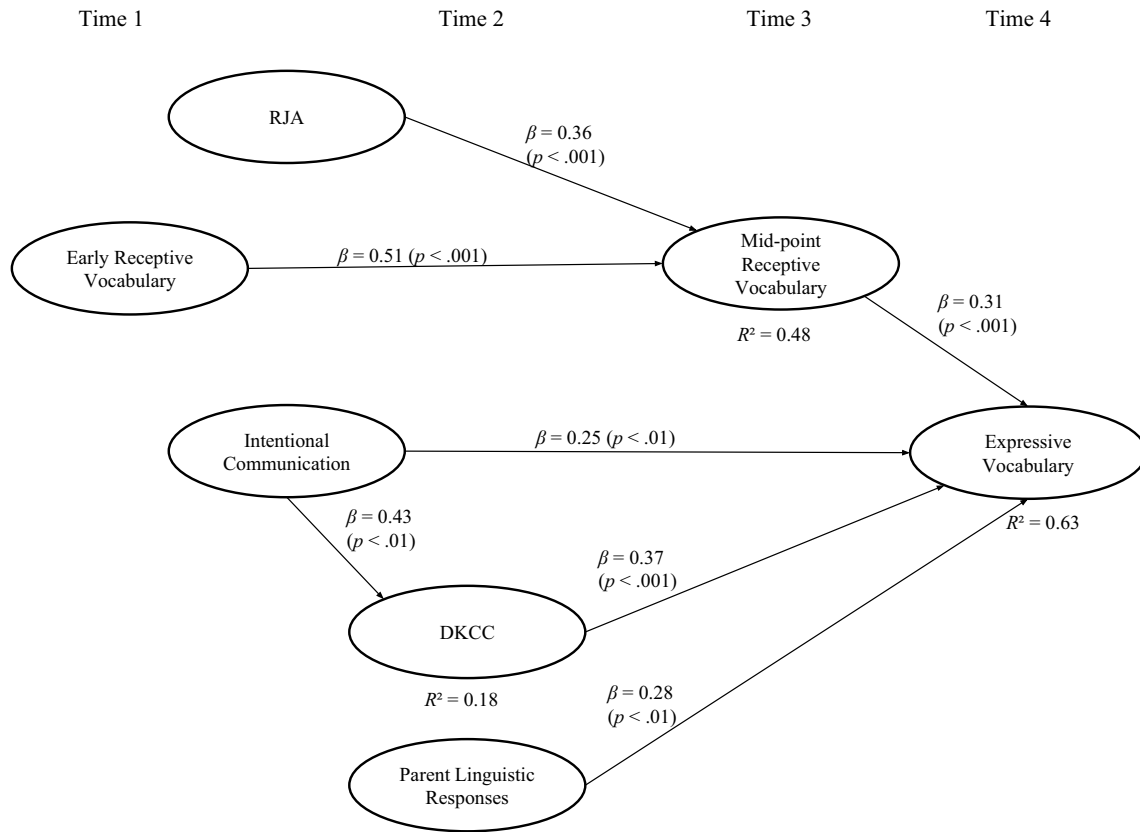 Time 1
Time 2
Time 3
Time 4
RJA
β = 0.36
(p < .001)
Early Receptive
Vocabulary
β = 0.51 (p < .001)
Mid-point
Receptive
Vocabulary
R² = 0.48
β = 0.31
(p < .001)
Intentional
Communication
β = 0.25 (p < .01)
Expressive
Vocabulary
R² = 0.63
β = 0.43
(p < .01)
β = 0.37
(p < .001)
DKCC
R² = 0.18
β = 0.28
(p < .01)
Parent Linguistic
Responses